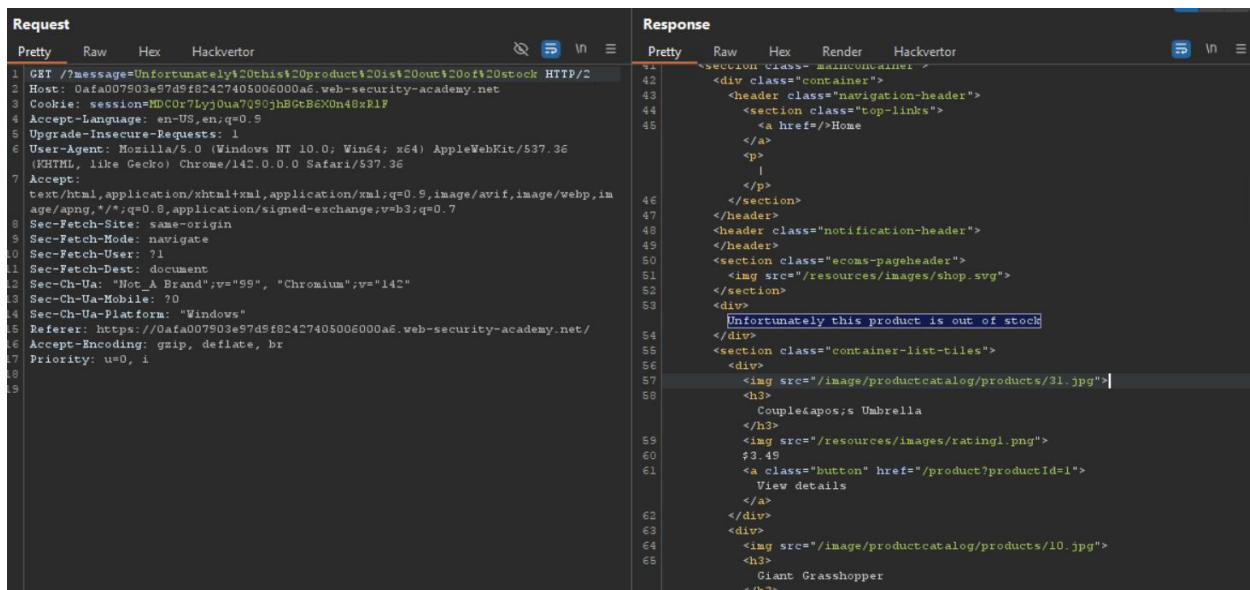 Request
Pretty Raw Hex Hackvertor \n
1 GET /?message=Unfortunately%20this%20product%20is%20out%20of%20stock HTTP/2
2 Host: 0afa007903e97d9f82427405006000a6.web-security-academy.net
3 Cookie: session=MDC0r7Lyj0ua7Q90jhBGtB6X0n48xRlF
4 Accept-Language: en-US,en;q=0.9
5 Upgrade-Insecure-Requests: 1
6 User-Agent: Mozilla/5.0 (Windows NT 10.0; Win64; x64) AppleWebKit/537.36
(KHTML, like Gecko) Chrome/142.0.0.0 Safari/537.36
7 Accept:
text/html,application/xhtml+xml,application/xml;q=0.9,image/avif,image/webp,im
age/apng,*/*;q=0.8,application/signed-exchange;v=b3;q=0.7
8 Sec-Fetch-Site: same-origin
9 Sec-Fetch-Mode: navigate
10 Sec-Fetch-User: ?1
11 Sec-Fetch-Dest: document
12 Sec-Ch-Ua: "Not_A Brand";v="99", "Chromium";v="142"
13 Sec-Ch-Ua-Mobile: ?0
14 Sec-Ch-Ua-Platform: "Windows"
15 Referer: https://0afa007903e97d9f82427405006000a6.web-security-academy.net/
16 Accept-Encoding: gzip, deflate, br
17 Priority: u=0, i
18
19
Response
Pretty Raw Hex Render Hackvertor \n
41 <section class="maincontainer">
42 <div class="container">
43 <header class="navigation-header">
44 <section class="top-links">
45 <a href=/>Home
</a>
<p>
|
</p>
46 </section>
47 </header>
48 <header class="notification-header">
49 </header>
50 <section class="ecoms-pageheader">
51 <img src="/resources/images/shop.svg">
52 </section>
53 <div>
Unfortunately this product is out of stock
54 </div>
55 <section class="container-list-tiles">
56 <div>
57 <img src="/image/productcatalog/products/31.jpg">
58 <h3>
Couple&apos;s Umbrella
</h3>
59 <img src="/resources/images/rating1.png">
60 $3.49
61 <a class="button" href="/product?productId=1">
View details
</a>
62 </div>
63 <div>
64 <img src="/image/productcatalog/products/10.jpg">
65 <h3>
Giant Grasshopper
</h3>